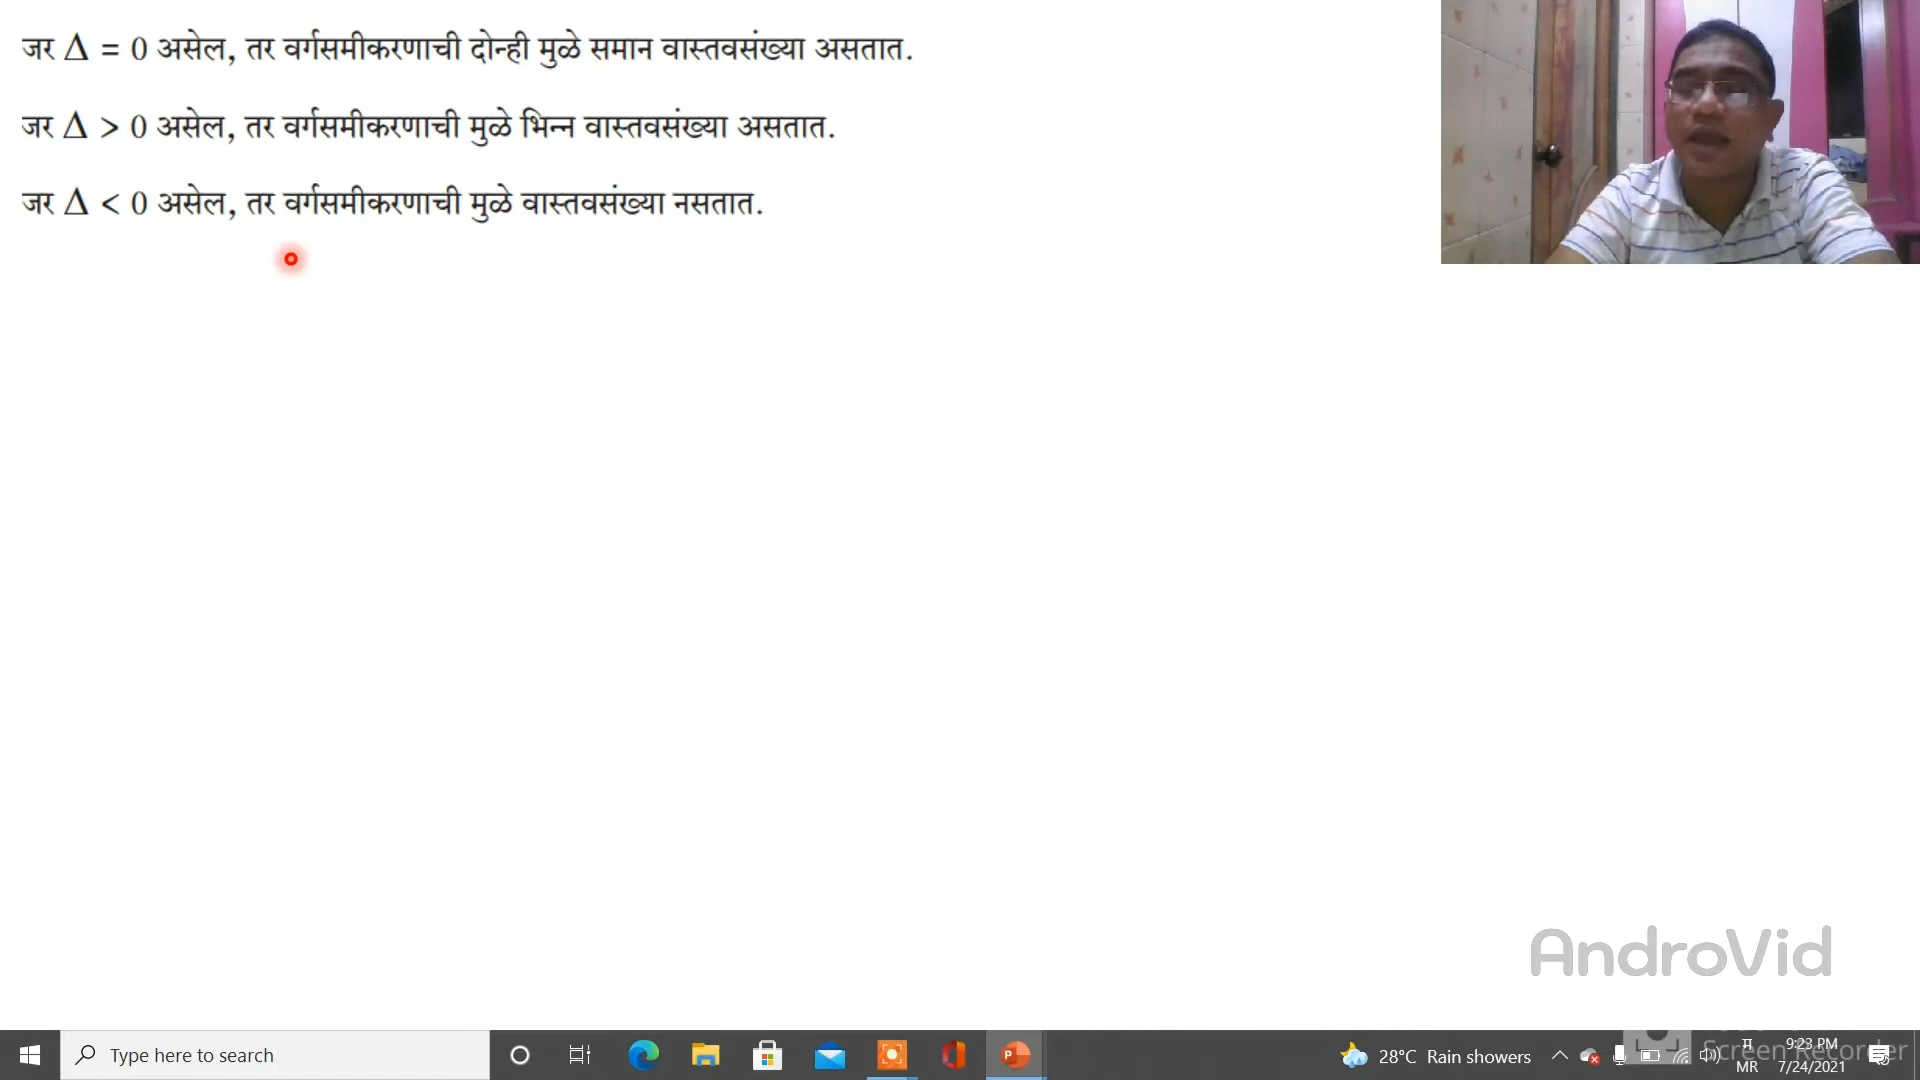 जर Δ = 0 असेल, तर वर्गसमीकरणाची दोन्ही मुळे समान वास्तवसंख्या असतात.
जर Δ > 0 असेल, तर वर्गसमीकरणाची मुळे भिन्न वास्तवसंख्या असतात.
जर Δ < 0 असेल, तर वर्गसमीकरणाची मुळे वास्तवसंख्या नसतात.
AndroVid
Type here to search
28°C Rain showers
Screen Recorder
9:23 PM
MR 7/24/2021